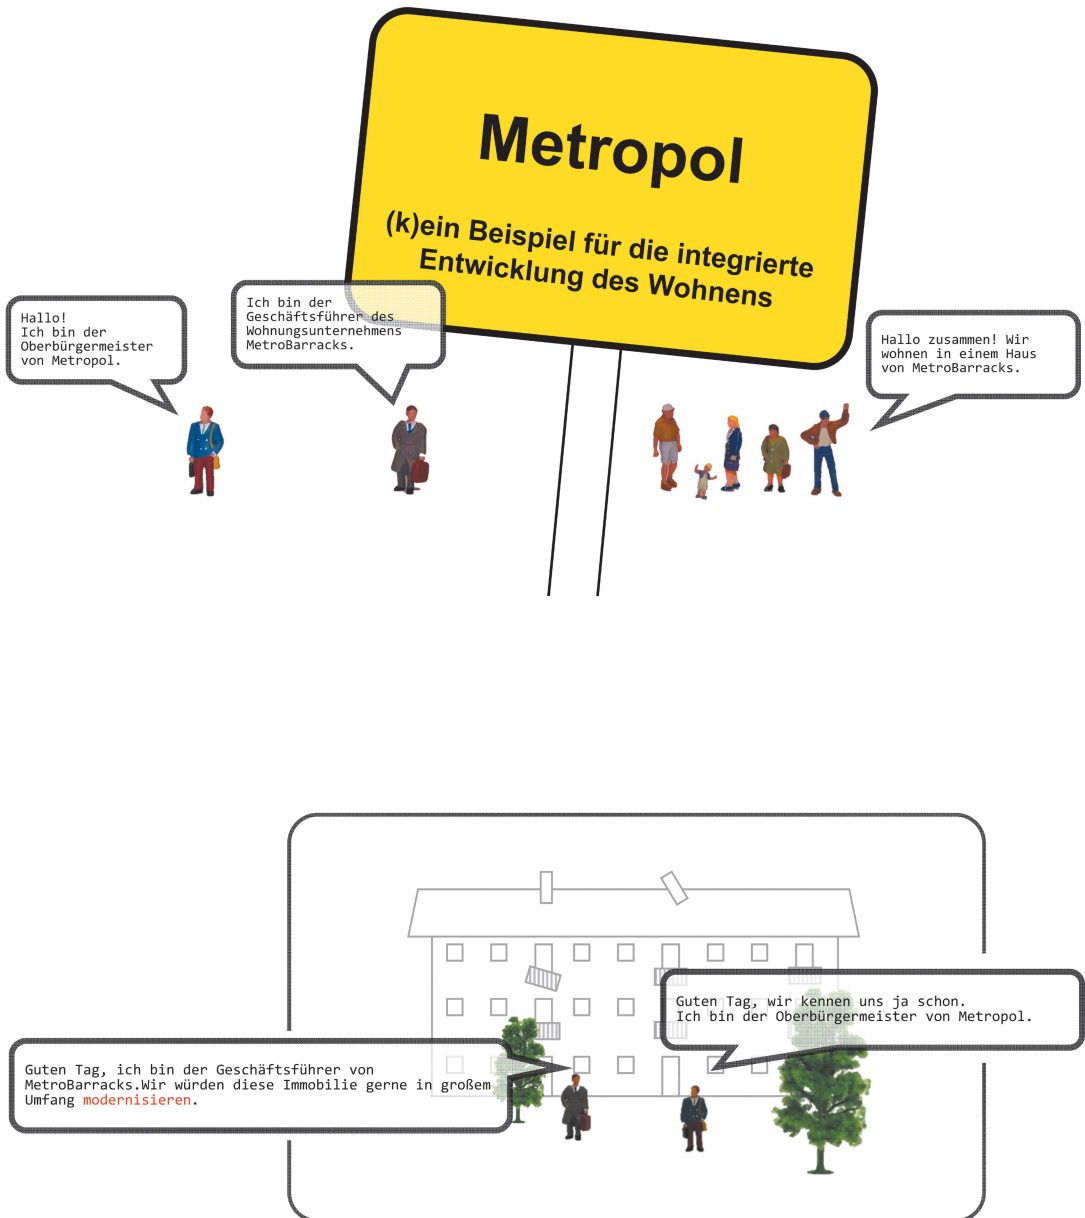 Metropol
(k)ein Beispiel für die integrierte
Entwicklung des Wohnens
Hallo!
Ich bin der
Oberbürgermeister
von Metropol.
Ich bin der
Geschäftsführer des
Wohnungsunternehmens
MetroBarracks.
Hallo zusammen! Wir
wohnen in einem Haus
von MetroBarracks.
Guten Tag, wir kennen uns ja schon.
Ich bin der Oberbürgermeister von Metropol.
Guten Tag, ich bin der Geschäftsführer von
MetroBarracks.Wir würden diese Immobilie gerne in großem
Umfang modernisieren.